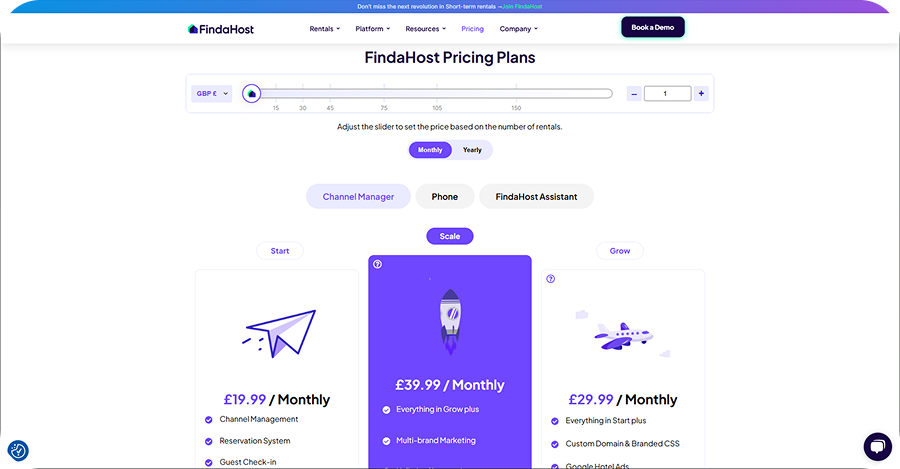 Don't miss the next revolution in Short-term rentals →Join FindaHost
FindaHost
Rentals
Platform
Resources
Pricing
Company
Book a Demo
FindaHost Pricing Plans
GBP £
15 30 45 75 105 150
– 1 +
Adjust the slider to set the price based on the number of rentals.
Monthly Yearly
Channel Manager
Phone
FindaHost Assistant
Start
£19.99 / Monthly
Channel Management
Reservation System
Guest Check-in
Scale
?
£39.99 / Monthly
Everything in Grow plus
Multi-brand Marketing
Grow
?
£29.99 / Monthly
Everything in Start plus
Custom Domain & Branded CSS
Google Hotel Ads